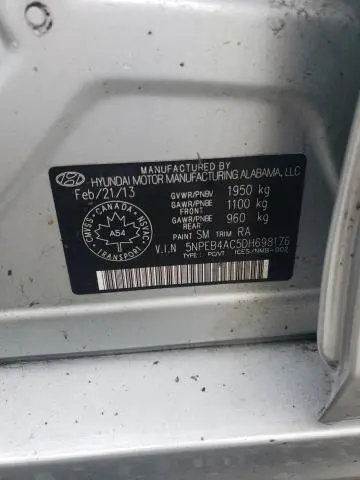 MANUFACTURED BY
HYUNDAI MOTOR MANUFACTURING ALABAMA, LLC
Feb/21/13
GVWR/PNBV 1950 kg
GAWR/PNBE FRONT 1100 kg
GAWR/PNBE REAR 960 kg
PAINT SM TRIM RA
V.I.N 5NPEB4AC5DH698176
TYPE: PC/VT ICES/NMB-002
CMVSS CANADA NSVAC
A54
TRANSPORT